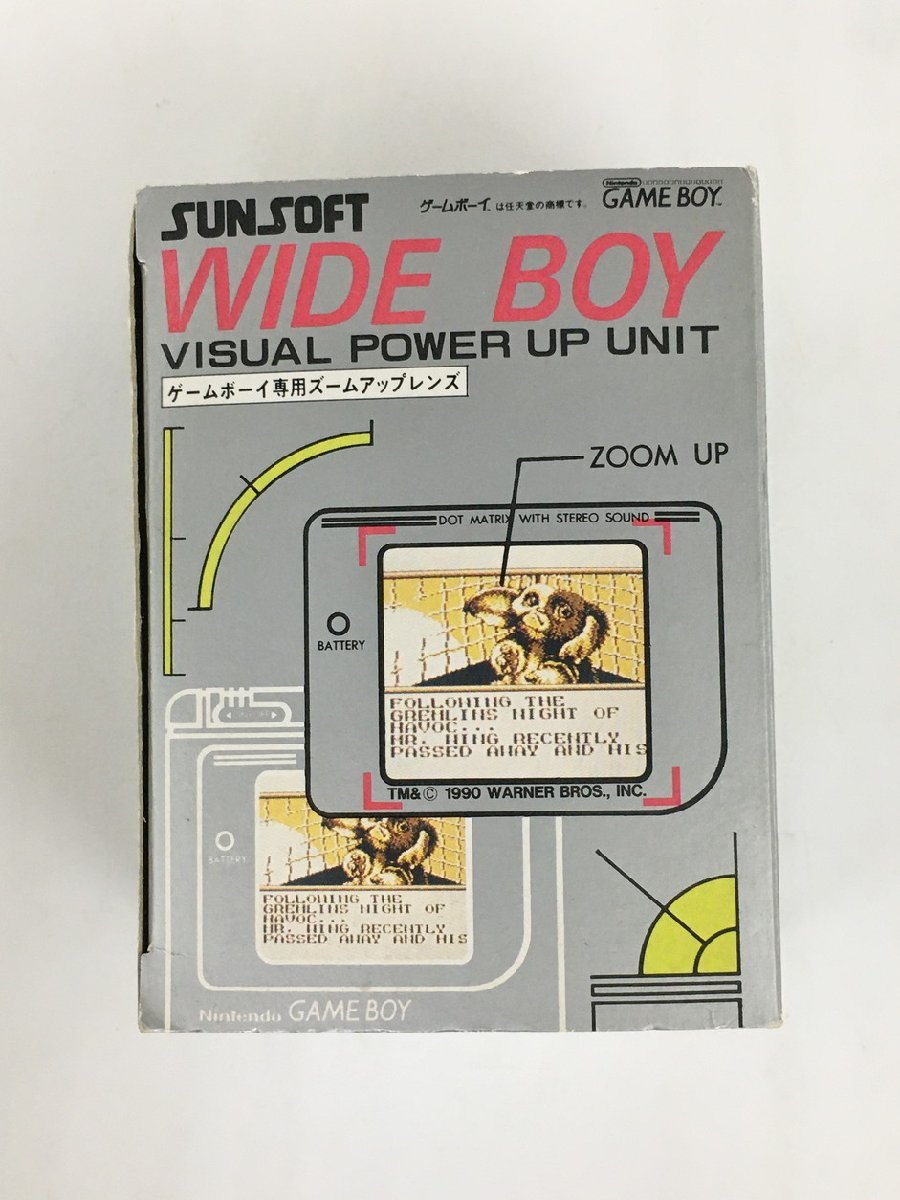 SUNSOFT
ゲームボーイ™は任天堂の商標です。
Nintendo
GAME BOY™
WIDE BOY
VISUAL POWER UP UNIT
ゲームボーイ専用ズームアップレンズ
ZOOM UP
DOT MATRIX WITH STEREO SOUND
BATTERY
FOLLOWING THE
GREMLINS NIGHT OF
HAVOC...
MR. WING RECENTLY
PASSED AWAY AND HIS
TM&© 1990 WARNER BROS., INC.
BATTERY
FOLLOWING THE
GREMLINS NIGHT OF
HAVOC...
MR. WING RECENTLY
PASSED AWAY AND HIS
Nintendo GAME BOY